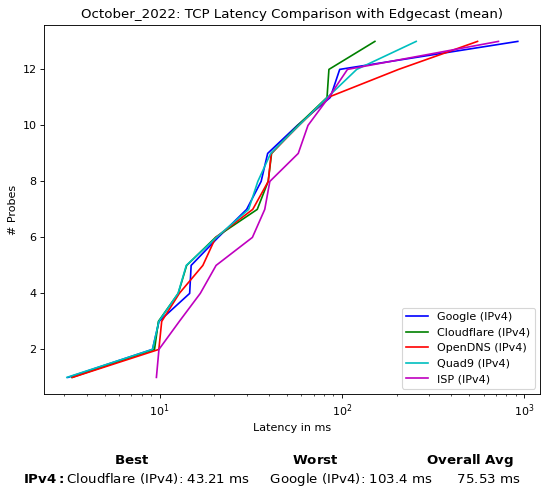 October_2022: TCP Latency Comparison with Edgecast (mean)
# Probes
12
10
8
6
4
2
10¹ 10² 10³
Latency in ms
Google (IPv4)
Cloudflare (IPv4)
OpenDNS (IPv4)
Quad9 (IPv4)
ISP (IPv4)
Best Worst Overall Avg
IPv4: Cloudflare (IPv4): 43.21 ms Google (IPv4): 103.4 ms 75.53 ms